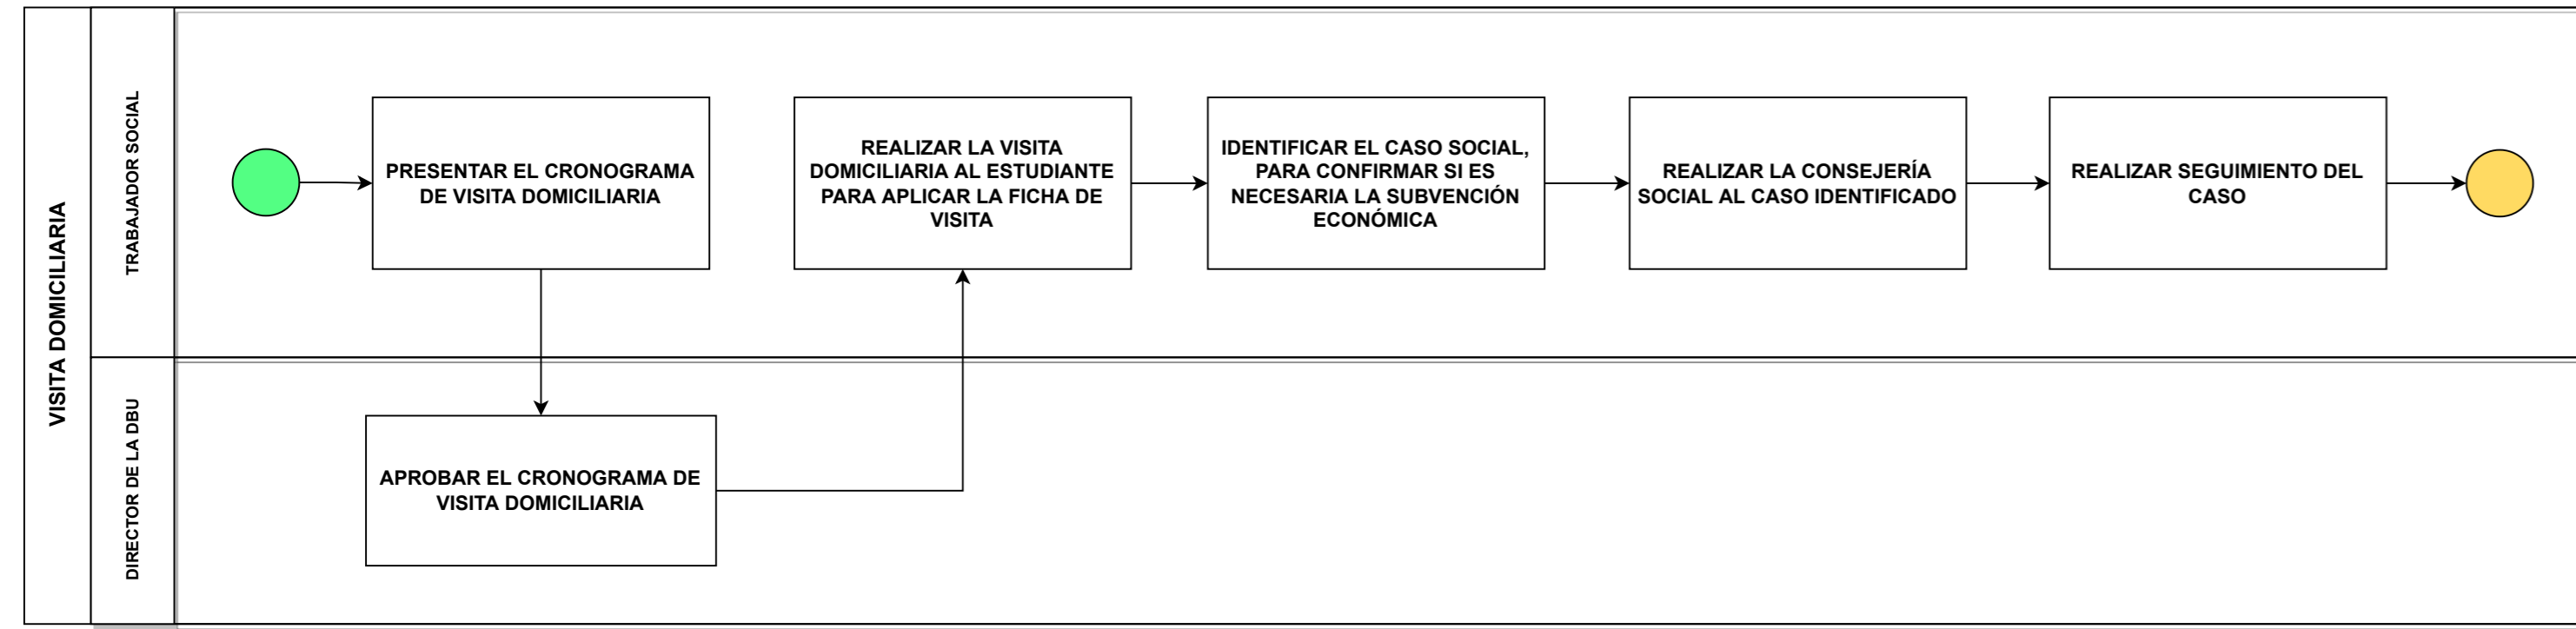 VISITA DOMICILIARIA
TRABAJADOR SOCIAL
PRESENTAR EL CRONOGRAMA
DE VISITA DOMICILIARIA
REALIZAR LA VISITA
DOMICILIARIA AL ESTUDIANTE
PARA APLICAR LA FICHA DE
VISITA
IDENTIFICAR EL CASO SOCIAL,
PARA CONFIRMAR SI ES
NECESARIA LA SUBVENCIÓN
ECONÓMICA
REALIZAR LA CONSEJERÍA
SOCIAL AL CASO IDENTIFICADO
REALIZAR SEGUIMIENTO DEL
CASO
DIRECTOR DE LA DBU
APROBAR EL CRONOGRAMA DE
VISITA DOMICILIARIA